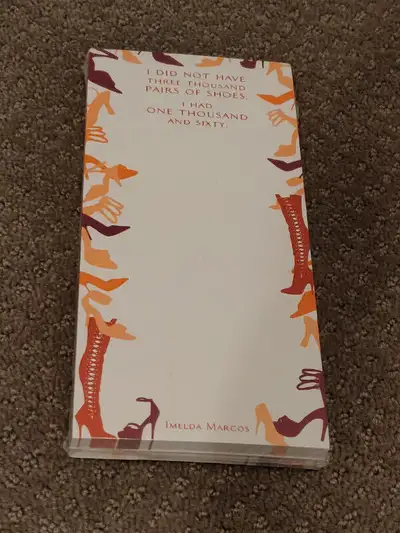 I DID NOT HAVE
THREE THOUSAND
PAIRS OF SHOES.
I HAD
ONE THOUSAND
AND SIXTY.
IMELDA MARCOS